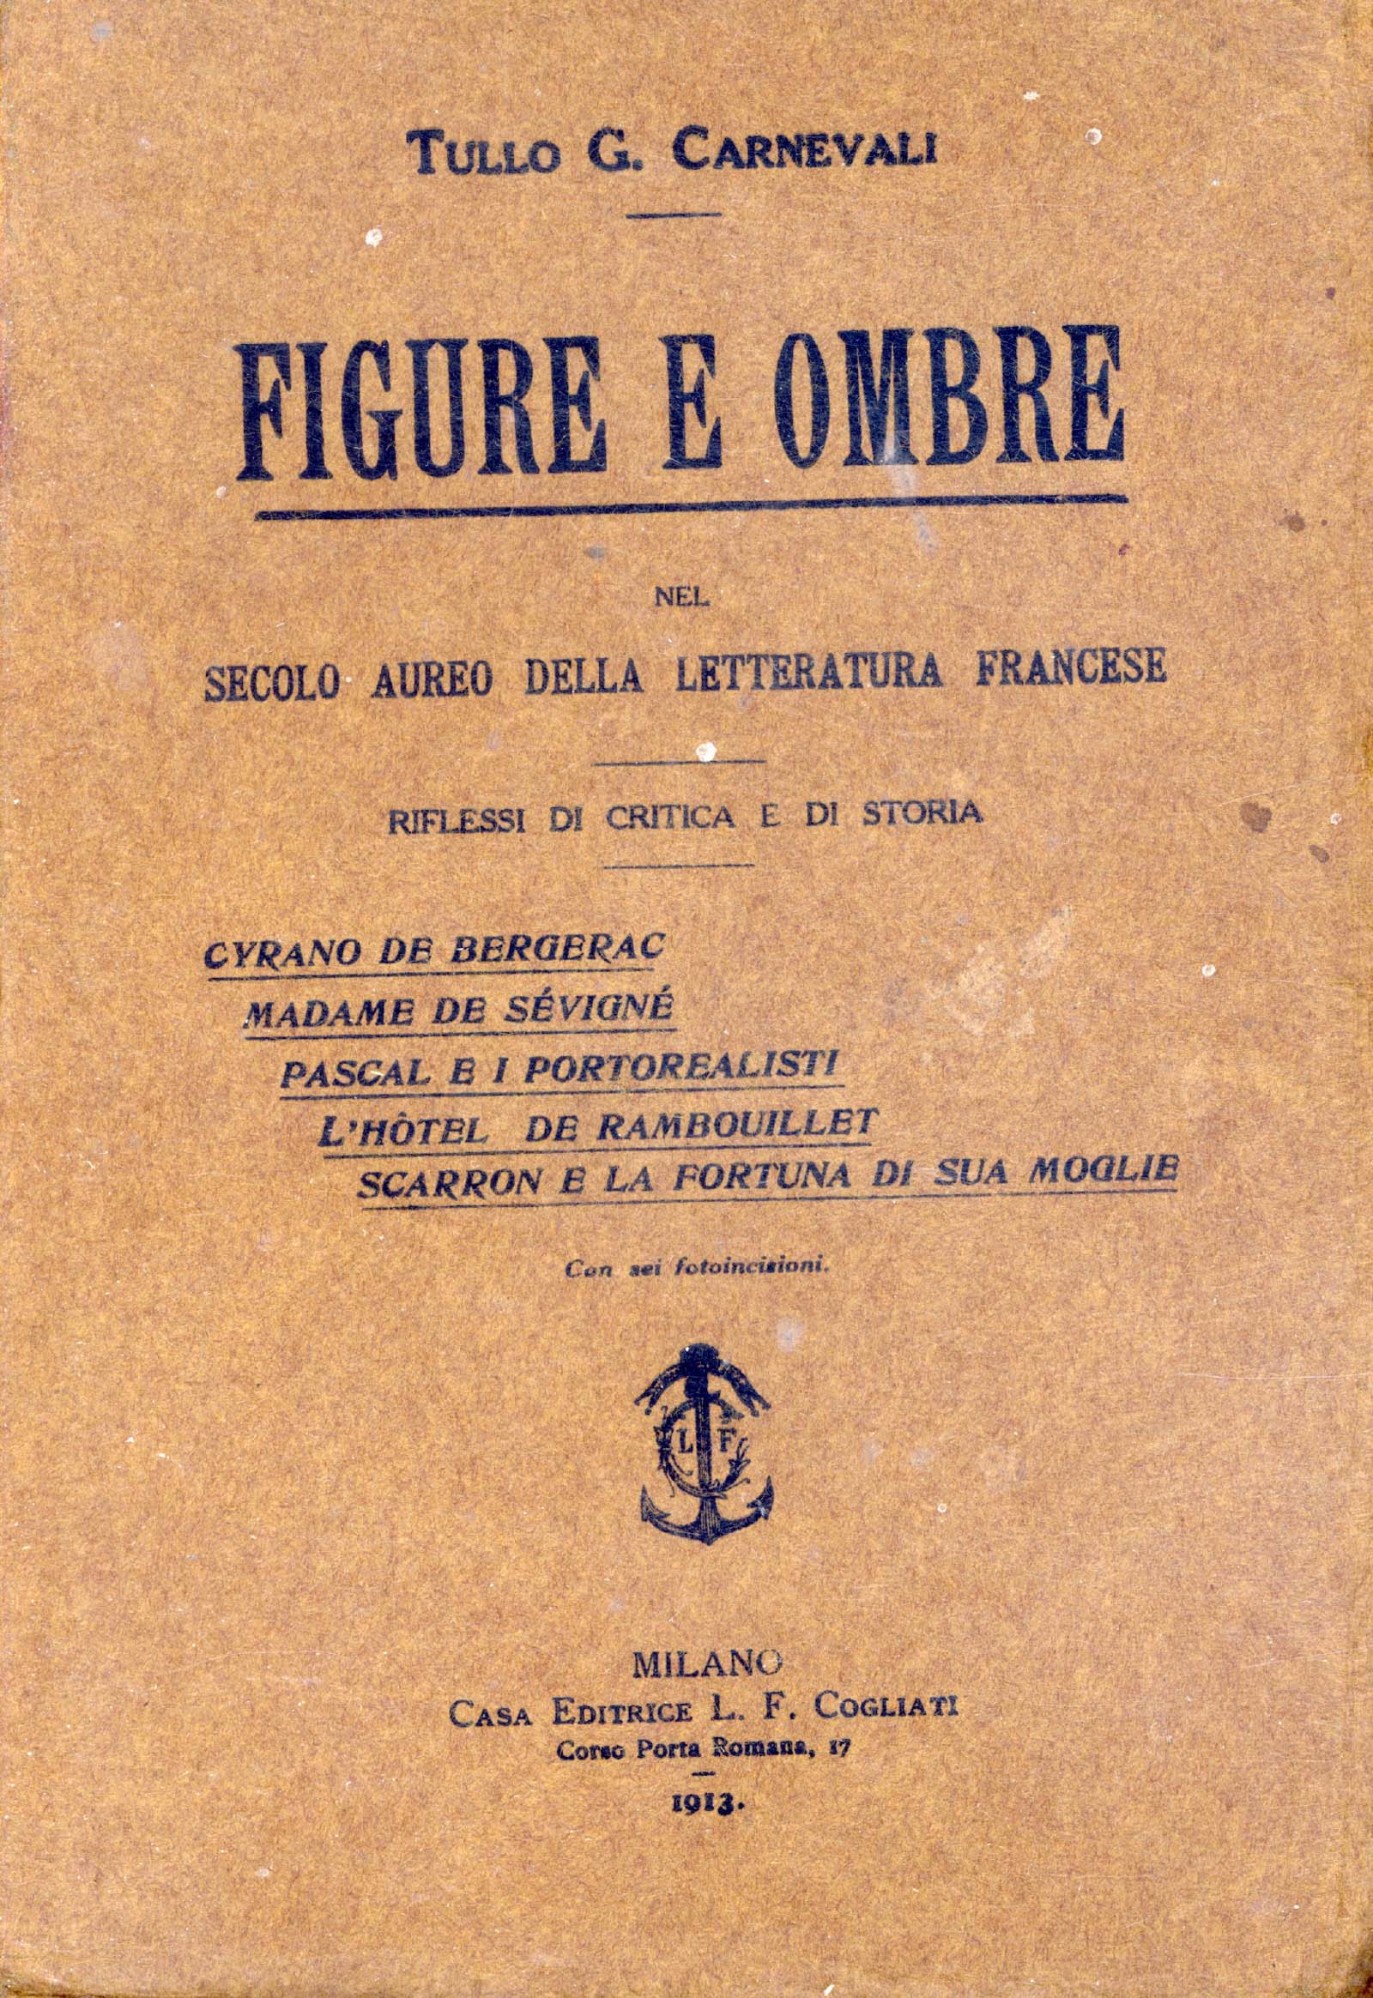 TULLO G. CARNEVALI
FIGURE E OMBRE
NEL
SECOLO AUREO DELLA LETTERATURA FRANCESE
RIFLESSI DI CRITICA E DI STORIA
CYRANO DE BERGERAC
MADAME DE SÉVIGNÉ
PASCAL E I PORTOREALISTI
L'HÔTEL DE RAMBOUILLET
SCARRON E LA FORTUNA DI SUA MOGLIE
Con sei fotoincisioni.
L F
MILANO
CASA EDITRICE L. F. COGLIATI
Corso Porta Romana, 17
1913.